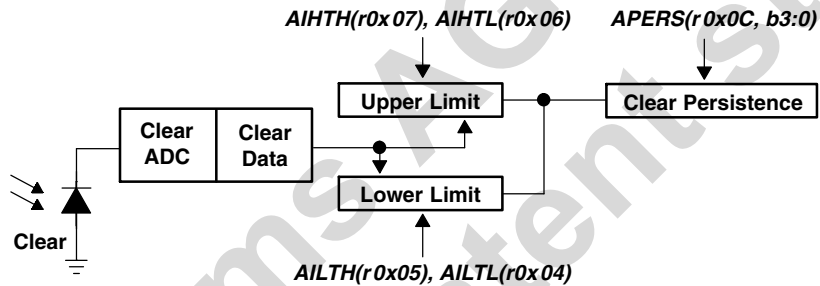 AIHTH(r0x07), AIHTL(r0x06)
APERS(r0x0C, b3:0)
Upper Limit
Clear Persistence
Clear ADC
Clear Data
Lower Limit
Clear
AILTH(r0x05), AILTL(r0x04)